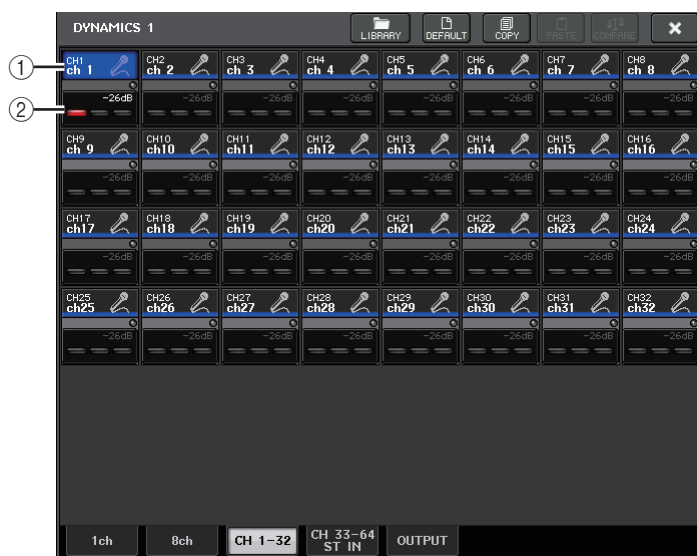 DYNAMICS 1
LIBRARY DEFAULT COPY PASTE COMPARE
① CH1 CH2 CH3 CH4 CH5 CH6 CH7 CH8
ch 1 ch 2 ch 3 ch 4 ch 5 ch 6 ch 7 ch 8
② -26dB -26dB -26dB -26dB -26dB -26dB -26dB -26dB
CH9 CH10 CH11 CH12 CH13 CH14 CH15 CH16
ch 9 ch10 ch11 ch12 ch13 ch14 ch15 ch16
-26dB -26dB -26dB -26dB -26dB -26dB -26dB -26dB
CH17 CH18 CH19 CH20 CH21 CH22 CH23 CH24
ch17 ch18 ch19 ch20 ch21 ch22 ch23 ch24
-26dB -26dB -26dB -26dB -26dB -26dB -26dB -26dB
CH25 CH26 CH27 CH28 CH29 CH30 CH31 CH32
ch25 ch26 ch27 ch28 ch29 ch30 ch31 ch32
-26dB -26dB -26dB -26dB -26dB -26dB -26dB -26dB
1ch 8ch CH 1-32 CH 33-64 OUTPUT
ST IN